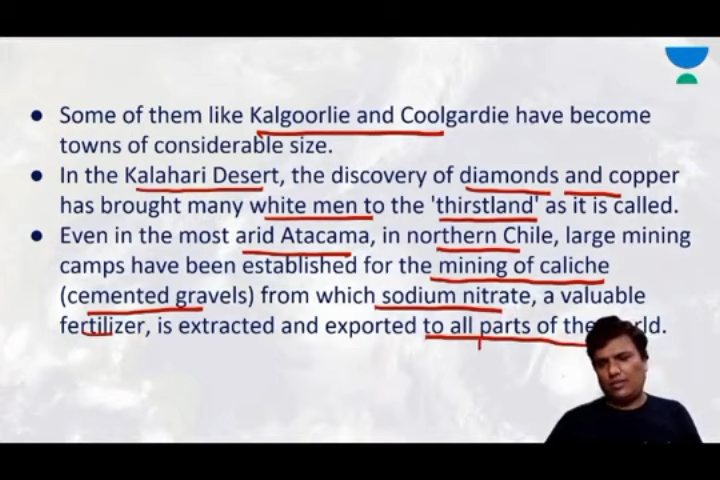 ● Some of them like Kalgoorlie and Coolgardie have become
towns of considerable size.
● In the Kalahari Desert, the discovery of diamonds and copper
has brought many white men to the 'thirstland' as it is called.
● Even in the most arid Atacama, in northern Chile, large mining
camps have been established for the mining of caliche
(cemented gravels) from which sodium nitrate, a valuable
fertilizer, is extracted and exported to all parts of the world.